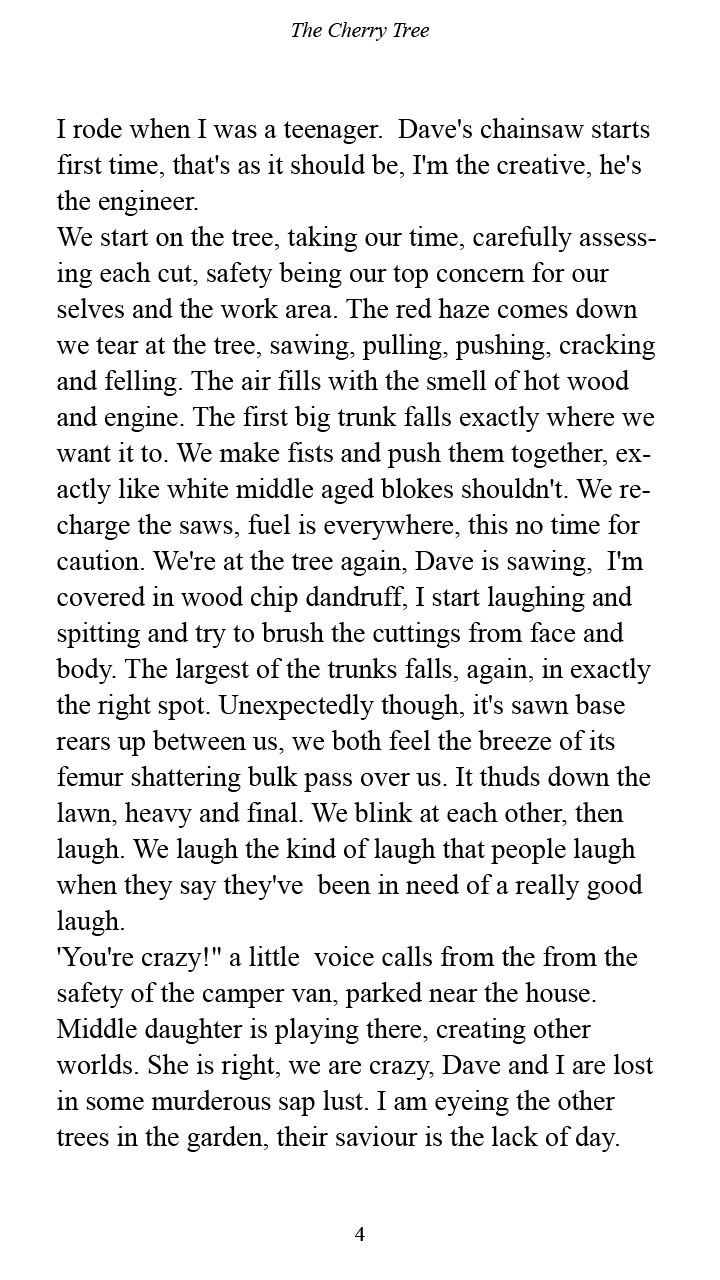 The Cherry Tree
I rode when I was a teenager.  Dave's chainsaw starts
first time, that's as it should be, I'm the creative, he's
the engineer.
We start on the tree, taking our time, carefully assess-
ing each cut, safety being our top concern for our
selves and the work area. The red haze comes down
we tear at the tree, sawing, pulling, pushing, cracking
and felling. The air fills with the smell of hot wood
and engine. The first big trunk falls exactly where we
want it to. We make fists and push them together, ex-
actly like white middle aged blokes shouldn't. We re-
charge the saws, fuel is everywhere, this no time for
caution. We're at the tree again, Dave is sawing,  I'm
covered in wood chip dandruff, I start laughing and
spitting and try to brush the cuttings from face and
body. The largest of the trunks falls, again, in exactly
the right spot. Unexpectedly though, it's sawn base
rears up between us, we both feel the breeze of its
femur shattering bulk pass over us. It thuds down the
lawn, heavy and final. We blink at each other, then
laugh. We laugh the kind of laugh that people laugh
when they say they've  been in need of a really good
laugh.
'You're crazy!" a little  voice calls from the from the
safety of the camper van, parked near the house.
Middle daughter is playing there, creating other
worlds. She is right, we are crazy, Dave and I are lost
in some murderous sap lust. I am eyeing the other
trees in the garden, their saviour is the lack of day.
4